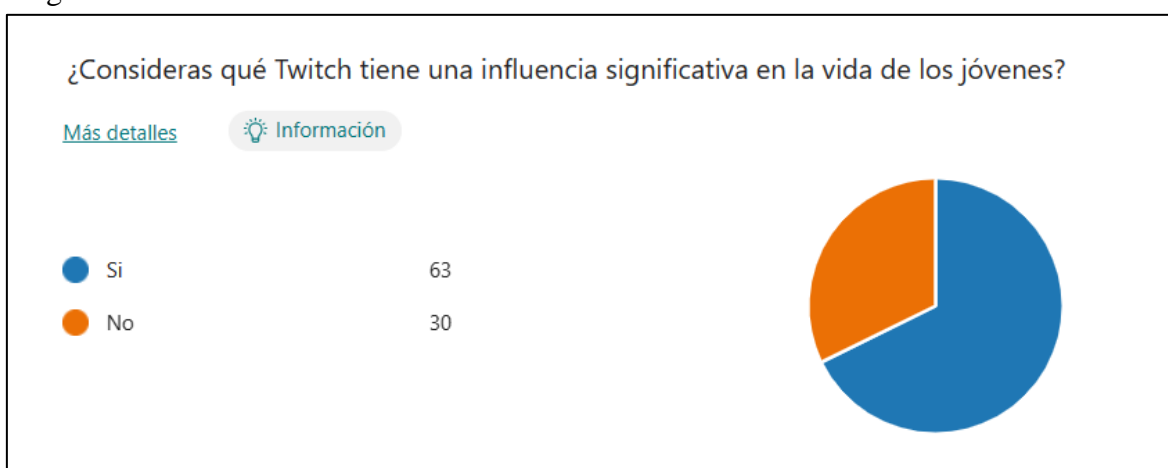 ¿Consideras qué Twitch tiene una influencia significativa en la vida de los jóvenes?
Más detalles Información
Si 63
No 30